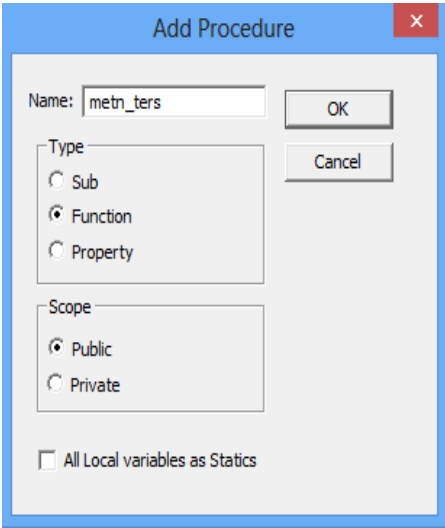 Add Procedure
x
Name: metn_ters
OK
Type
Cancel
Sub
Function
Property
Scope
Public
Private
All Local variables as Statics